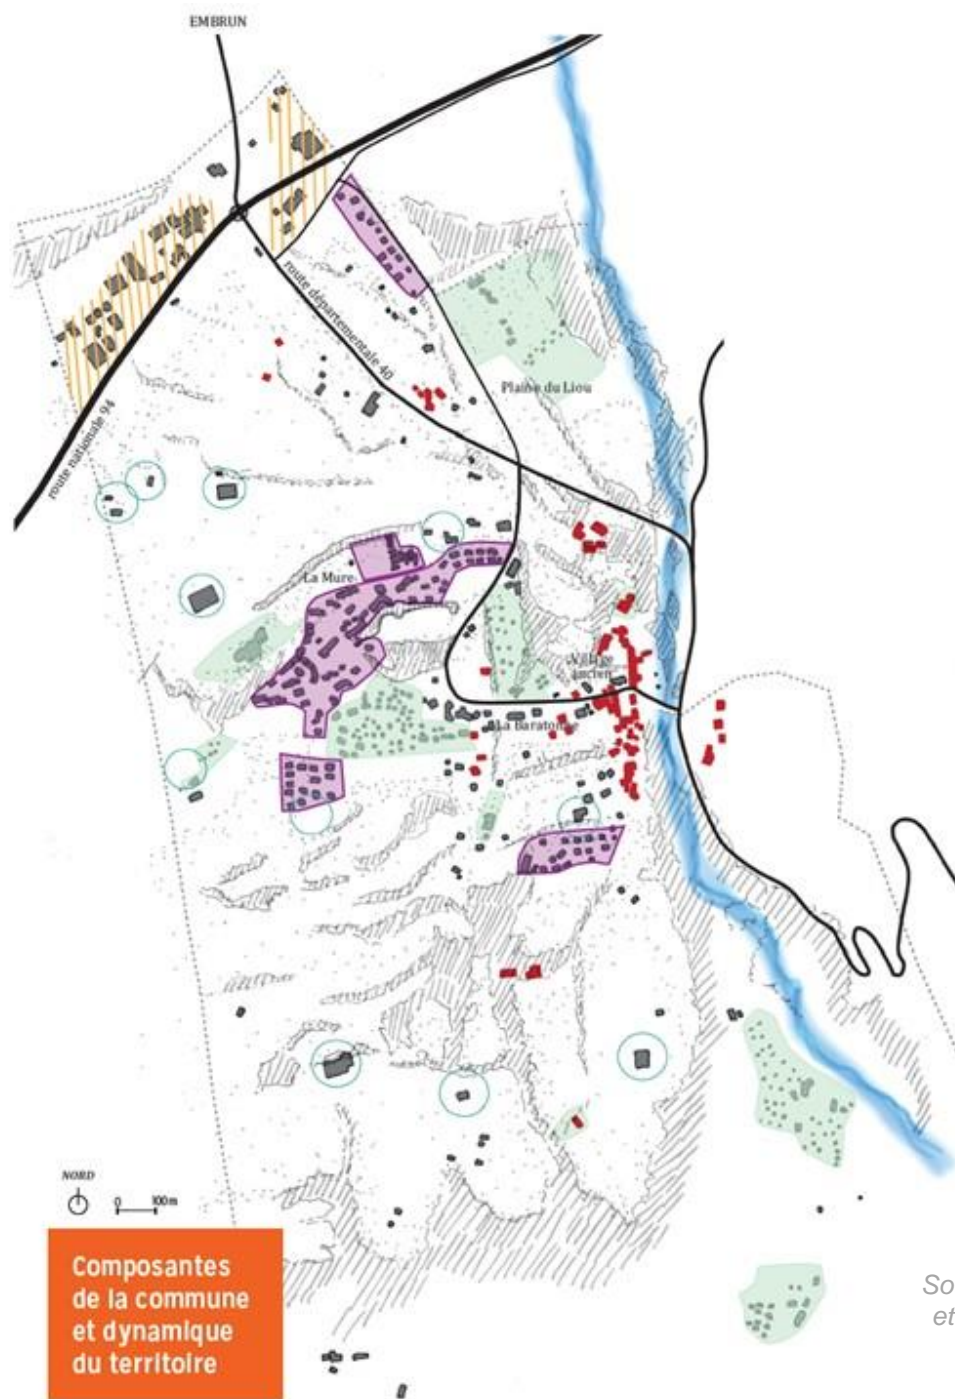 EMBRUN
route départementale 40
Plaine du Liou
route nationale 94
La Mure
Village
ancien
La Baratonne
NORD
0 100m
Composantes
de la commune
et dynamique
du territoire
So
et